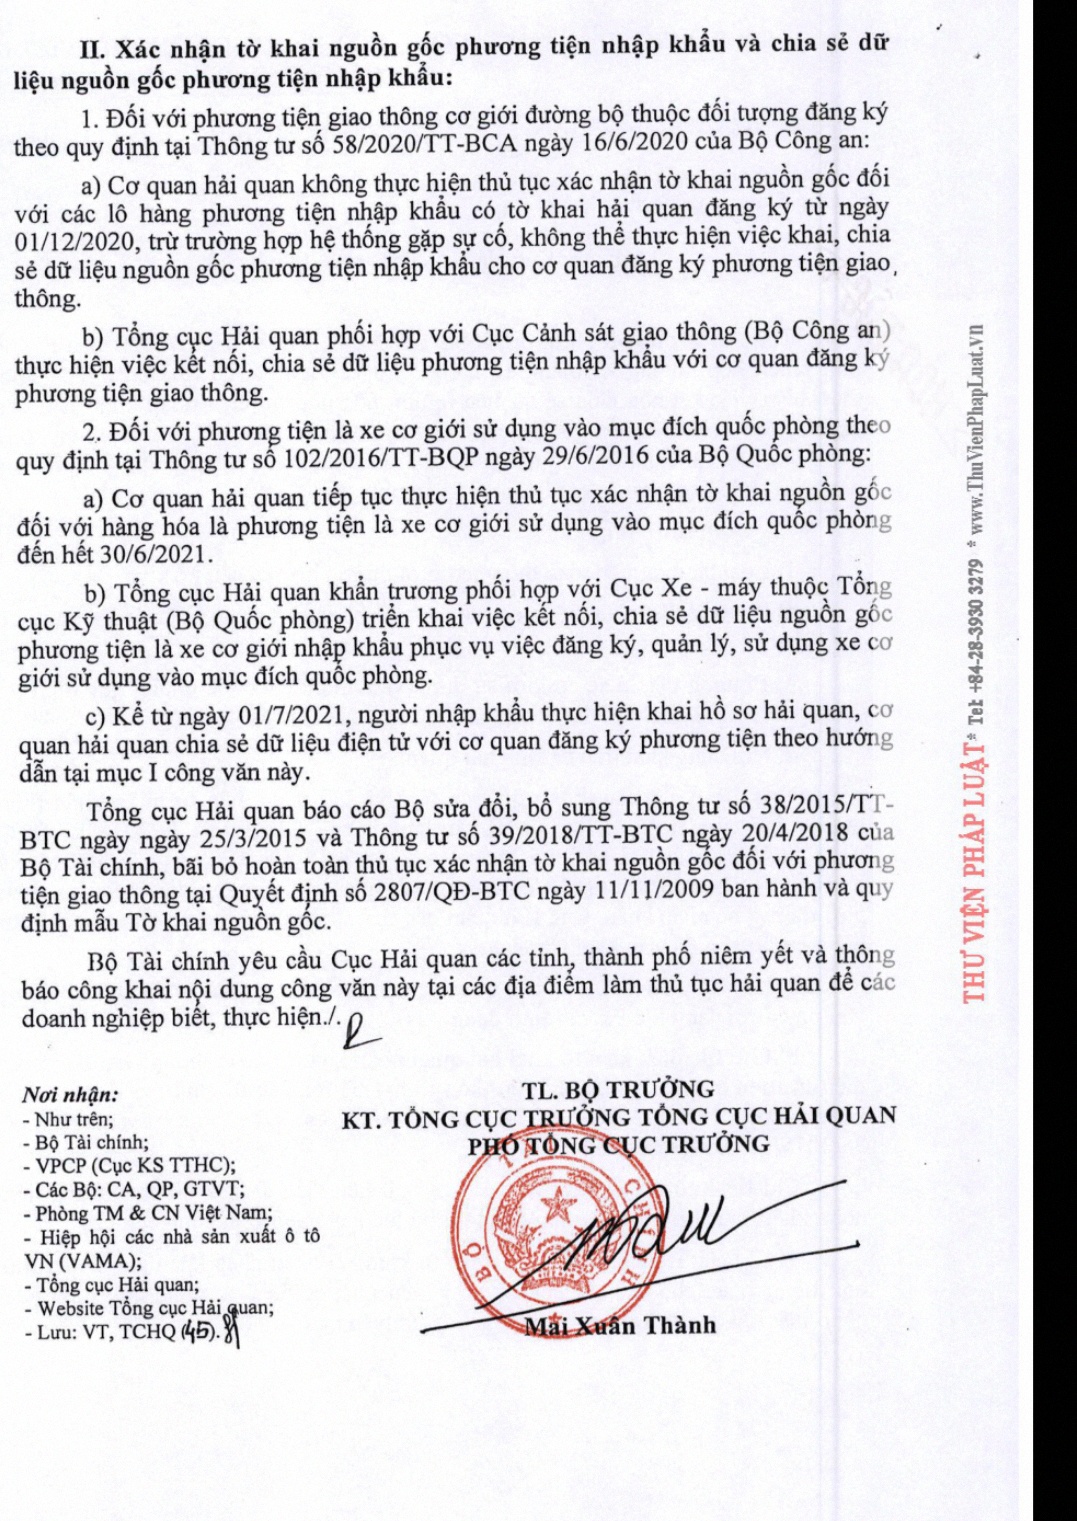 II. Xác nhận tờ khai nguồn gốc phương tiện nhập khẩu và chia sẻ dữ
liệu nguồn gốc phương tiện nhập khẩu:
1. Đối với phương tiện giao thông cơ giới đường bộ thuộc đối tượng đăng ký
theo quy định tại Thông tư số 58/2020/TT-BCA ngày 16/6/2020 của Bộ Công an:
a) Cơ quan hải quan không thực hiện thủ tục xác nhận tờ khai nguồn gốc đối
với các lô hàng phương tiện nhập khẩu có tờ khai hải quan đăng ký từ ngày
01/12/2020, trừ trường hợp hệ thống gặp sự cố, không thể thực hiện việc khai, chia
sẻ dữ liệu nguồn gốc phương tiện nhập khẩu cho cơ quan đăng ký phương tiện giao
thông.
b) Tổng cục Hải quan phối hợp với Cục Cảnh sát giao thông (Bộ Công an)
thực hiện việc kết nối, chia sẻ dữ liệu phương tiện nhập khẩu với cơ quan đăng ký
phương tiện giao thông.
2. Đối với phương tiện là xe cơ giới sử dụng vào mục đích quốc phòng theo
quy định tại Thông tư số 102/2016/TT-BQP ngày 29/6/2016 của Bộ Quốc phòng:
a) Cơ quan hải quan tiếp tục thực hiện thủ tục xác nhận tờ khai nguồn gốc
đối với hàng hóa là phương tiện là xe cơ giới sử dụng vào mục đích quốc phòng
đến hết 30/6/2021.
b) Tổng cục Hải quan khẩn trương phối hợp với Cục Xe - máy thuộc Tổng
cục Kỹ thuật (Bộ Quốc phòng) triển khai việc kết nối, chia sẻ dữ liệu nguồn gốc
phương tiện là xe cơ giới nhập khẩu phục vụ việc đăng ký, quản lý, sử dụng xe cơ
giới sử dụng vào mục đích quốc phòng.
c) Kể từ ngày 01/7/2021, người nhập khẩu thực hiện khai hồ sơ hải quan, cơ
quan hải quan chia sẻ dữ liệu điện tử với cơ quan đăng ký phương tiện theo hướng
dẫn tại mục I công văn này.
Tổng cục Hải quan báo cáo Bộ sửa đổi, bổ sung Thông tư số 38/2015/TT-
BTC ngày ngày 25/3/2015 và Thông tư số 39/2018/TT-BTC ngày 20/4/2018 của
Bộ Tài chính, bãi bỏ hoàn toàn thủ tục xác nhận tờ khai nguồn gốc đối với phương
tiện giao thông tại Quyết định số 2807/QĐ-BTC ngày 11/11/2009 ban hành và quy
định mẫu Tờ khai nguồn gốc.
Bộ Tài chính yêu cầu Cục Hải quan các tỉnh, thành phố niêm yết và thông
báo công khai nội dung công văn này tại các địa điểm làm thủ tục hải quan để các
doanh nghiệp biết, thực hiện./.
Nơi nhận:
- Như trên;
- Bộ Tài chính;
- VPCP (Cục KS TTHC);
- Các Bộ: CA, QP, GTVT;
- Phòng TM & CN Việt Nam;
- Hiệp hội các nhà sản xuất ô tô
VN (VAMA);
- Tổng cục Hải quan;
- Website Tổng cục Hải quan;
- Lưu: VT, TCHQ (45).
TL. BỘ TRƯỞNG
KT. TỔNG CỤC TRƯỞNG TỔNG CỤC HẢI QUAN
PHÓ TỔNG CỤC TRƯỞNG
BỘ TÀI CHÍNH
Mai Xuân Thành
THƯ VIỆN PHÁP LUẬT * Tel: +84-28-3930 3279 * www.ThuVienPhapLuat.vn